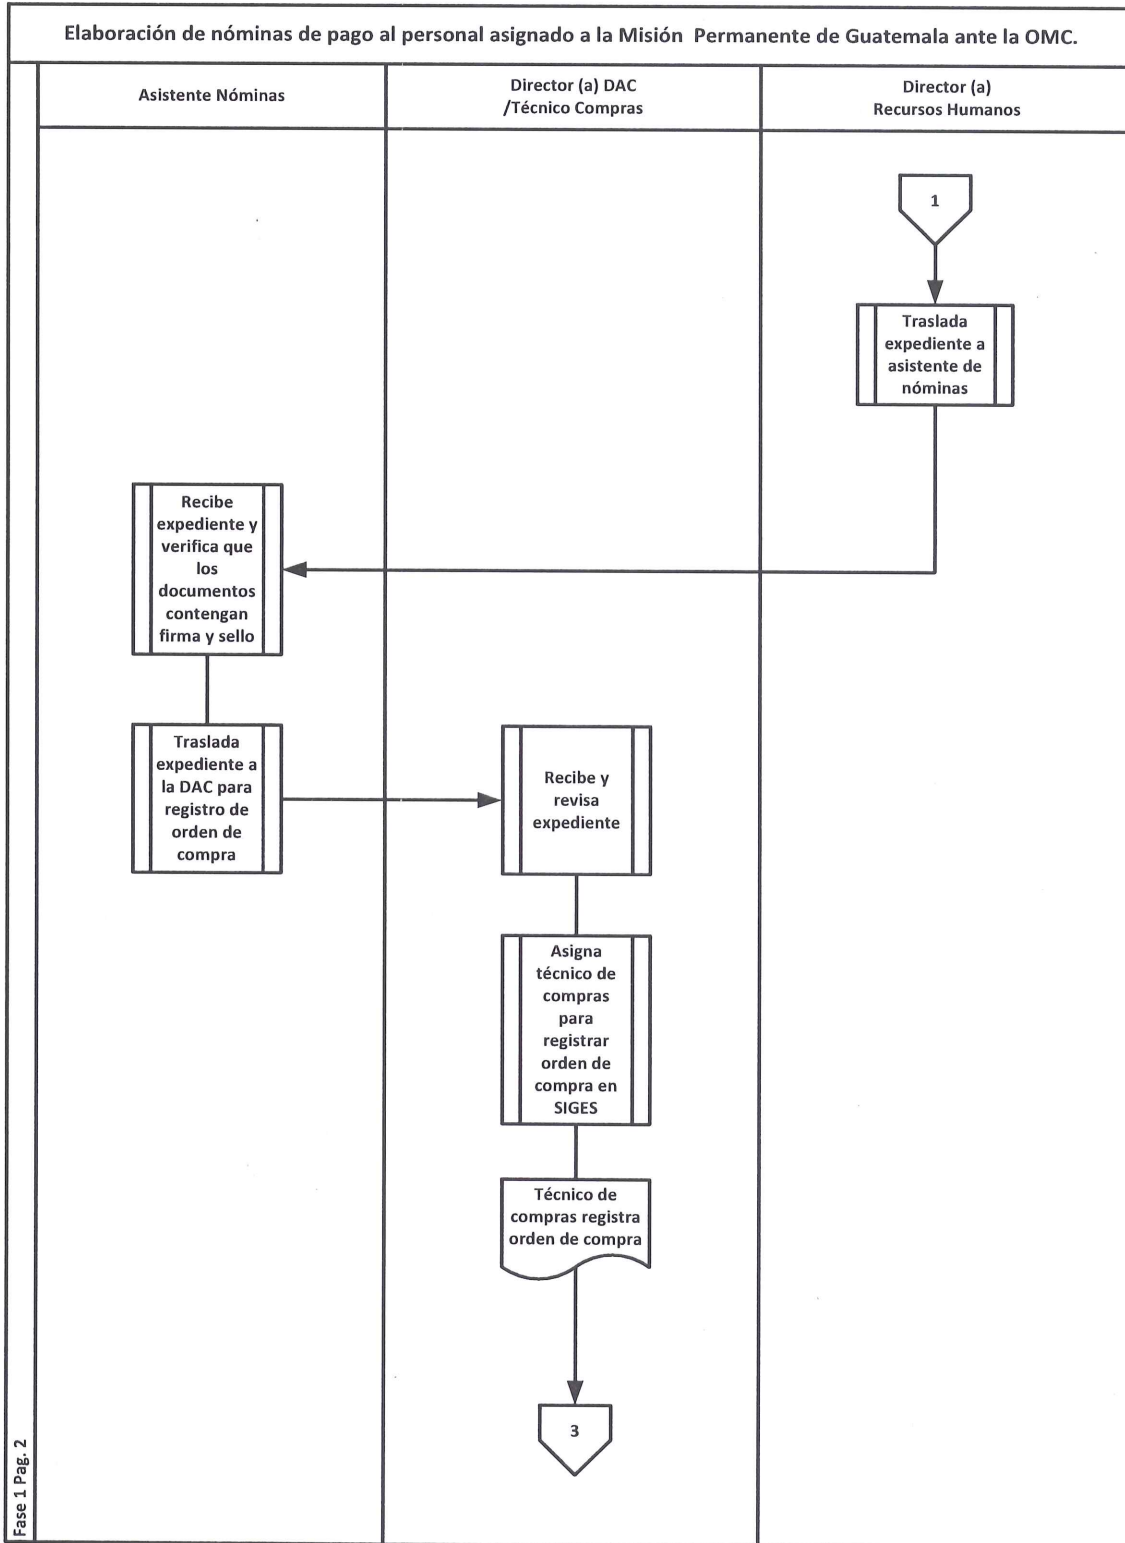 Elaboración de nóminas de pago al personal asignado a la Misión Permanente de Guatemala ante la OMC.
Asistente Nóminas
Director (a) DAC
/Técnico Compras
Director (a)
Recursos Humanos
1
Traslada
expediente a
asistente de
nóminas
Recibe
expediente y
verifica que
los
documentos
contengan
firma y sello
Traslada
expediente a
la DAC para
registro de
orden de
compra
Recibe y
revisa
expediente
Asigna
técnico de
compras
para
registrar
orden de
compra en
SIGES
Técnico de
compras registra
orden de compra
3
Fase 1 Pag. 2